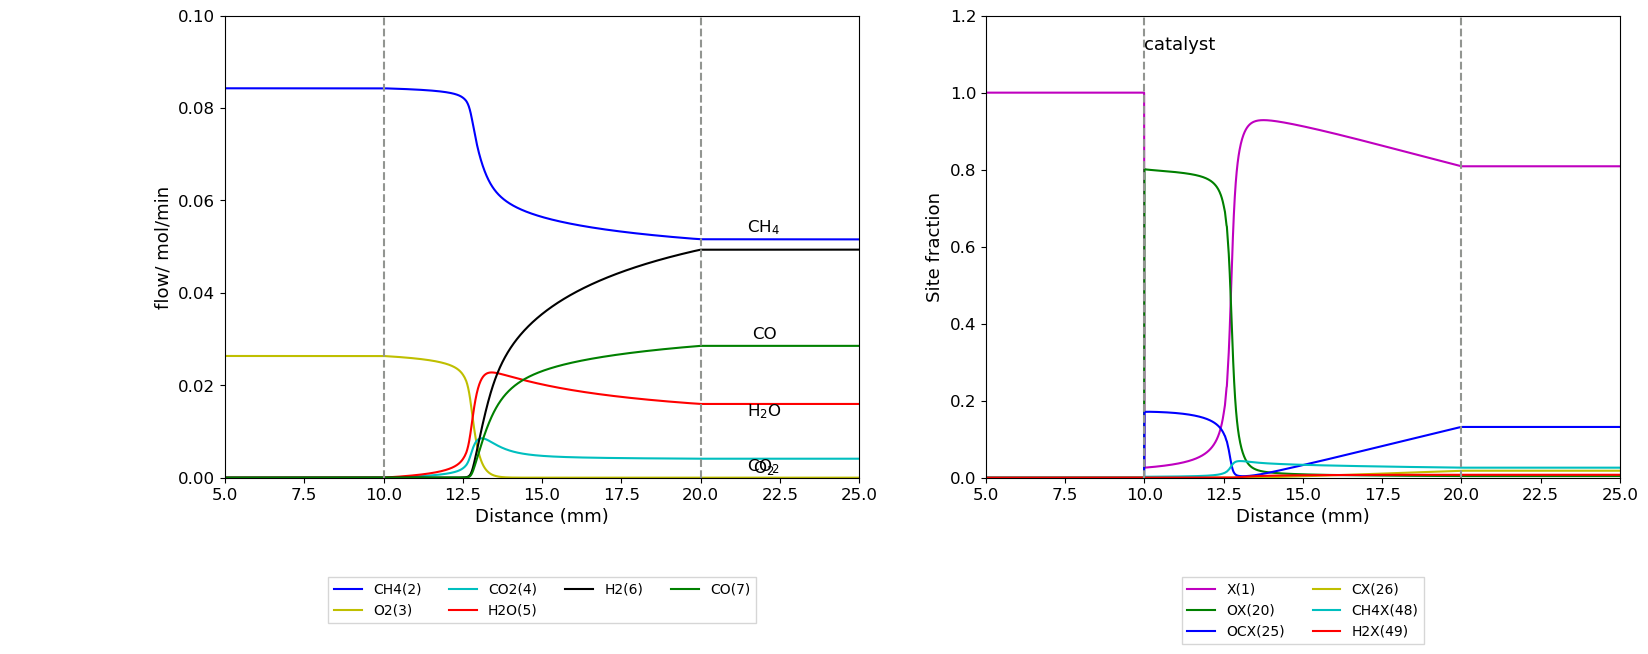 0.10
0.08
0.06
0.04
0.02
0.00
flow/ mol/min
CH4
CO
H2O
CO2
O2
5.0 7.5 10.0 12.5 15.0 17.5 20.0 22.5 25.0
Distance (mm)
CH4(2) CO2(4) H2(6) CO(7)
O2(3) H2O(5)
1.2
1.0
0.8
0.6
0.4
0.2
0.0
Site fraction
catalyst
5.0 7.5 10.0 12.5 15.0 17.5 20.0 22.5 25.0
Distance (mm)
X(1) CX(26)
OX(20) CH4X(48)
OCX(25) H2X(49)